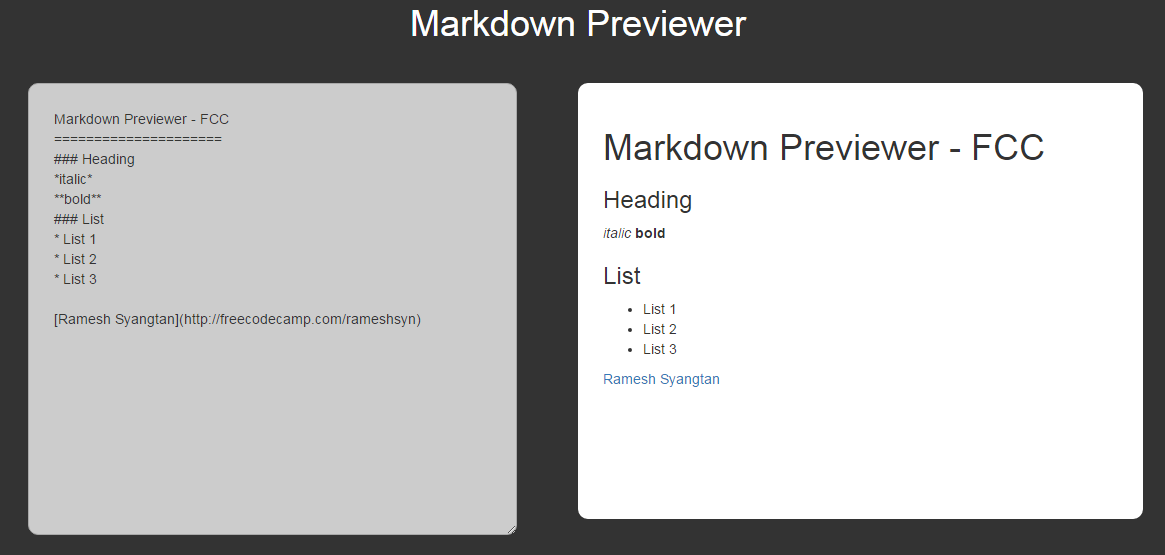 Markdown Previewer
Markdown Previewer - FCC
=====================
### Heading
*italic*
**bold**
### List
* List 1
* List 2
* List 3
[Ramesh Syangtan](http://freecodecamp.com/rameshsyn)
Markdown Previewer - FCC
Heading
italic bold
List
• List 1
• List 2
• List 3
Ramesh Syangtan